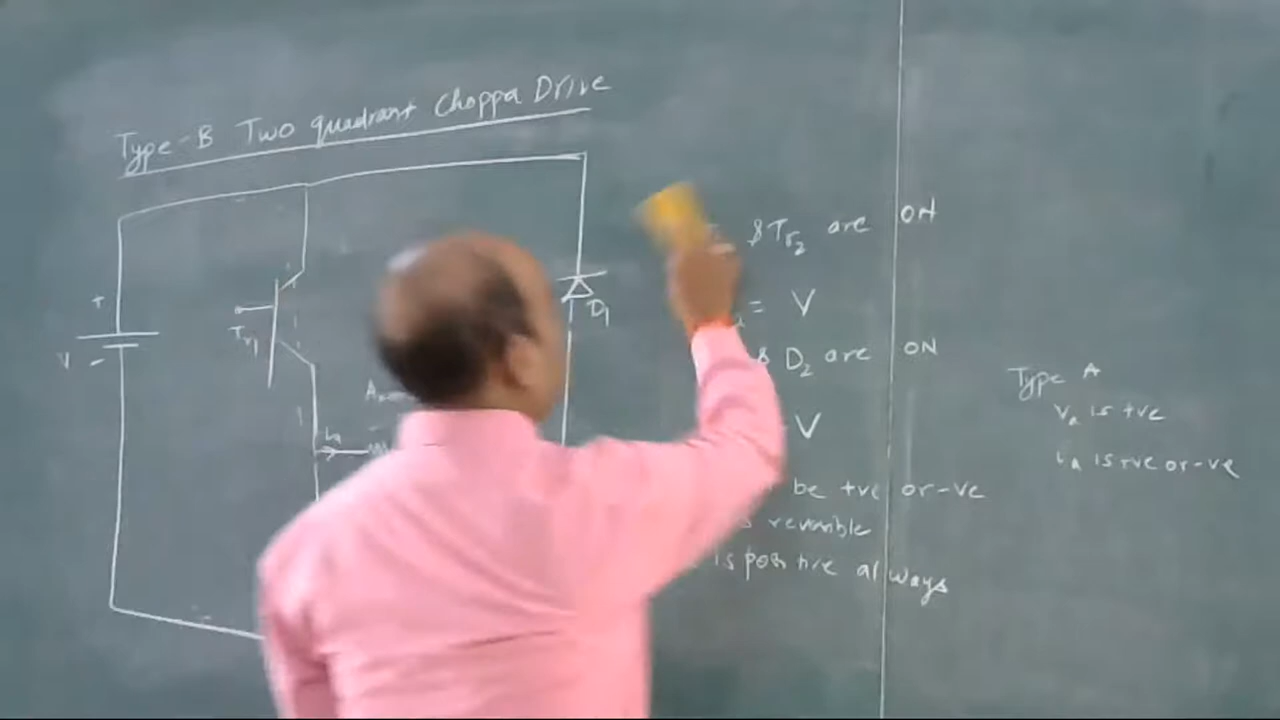 Type-B Two quadrant Choppa Drive
+
V -
Tr1
ia
D1
& Tr2 are ON
= V
& D2 are ON
V
be +ve or -ve
reversible
is positive always
Type A
Va is +ve
ia is +ve or -ve